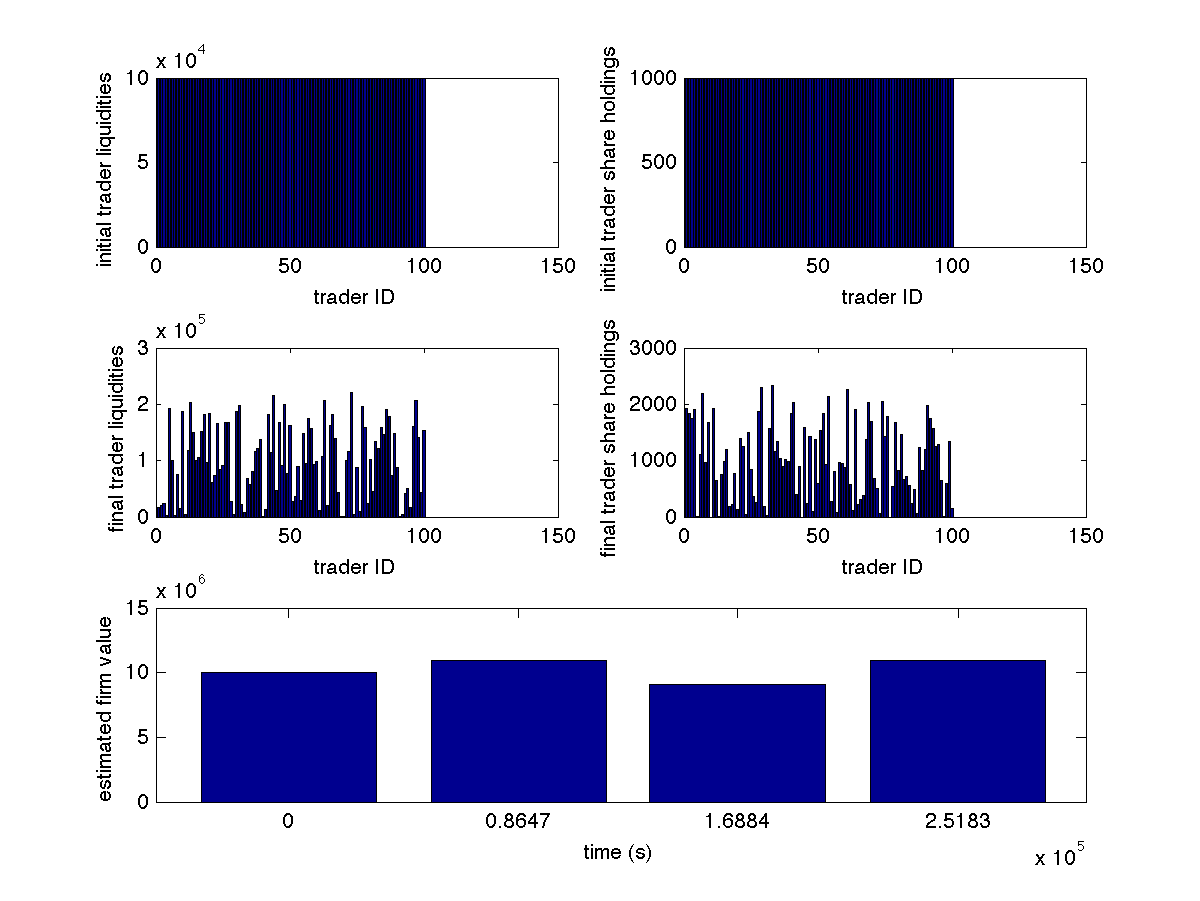 x 10^4
10
5
0
initial trader liquidities
0 50 100 150
trader ID
1000
500
0
initial trader share holdings
0 50 100 150
trader ID
x 10^5
3
2
1
0
final trader liquidities
0 50 100 150
trader ID
3000
2000
1000
0
final trader share holdings
0 50 100 150
trader ID
x 10^6
15
10
5
0
estimated firm value
0 0.8647 1.6884 2.5183
time (s)
x 10^5